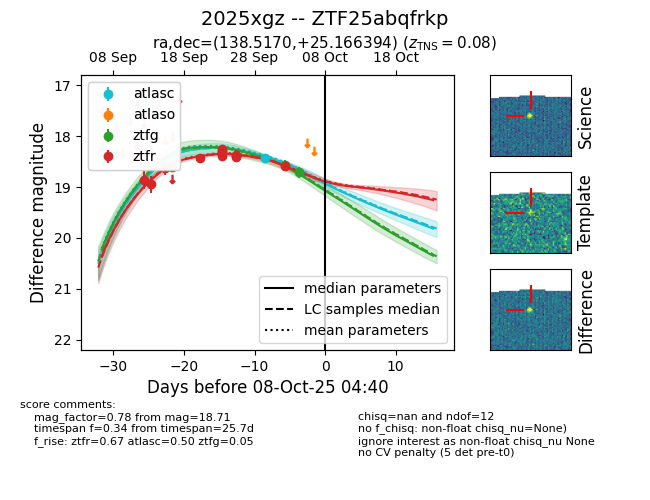 2025xgz -- ZTF25abqfrkp
ra,dec=(138.5170,+25.166394) (zTNS = 0.08)
08 Sep 18 Sep 28 Sep 08 Oct 18 Oct
17
18
19
20
21
22
Difference magnitude
atlasc
atlaso
ztfg
ztfr
median parameters
LC samples median
mean parameters
−30 −20 −10 0 10
Days before 08-Oct-25 04:40
Science
Template
Difference
score comments:
mag_factor=0.78 from mag=18.71
timespan f=0.34 from timespan=25.7d
f_rise: ztfr=0.67 atlasc=0.50 ztfg=0.05
chisq=nan and ndof=12
no f_chisq: non-float chisq_nu=None)
ignore interest as non-float chisq_nu None
no CV penalty (5 det pre-t0)